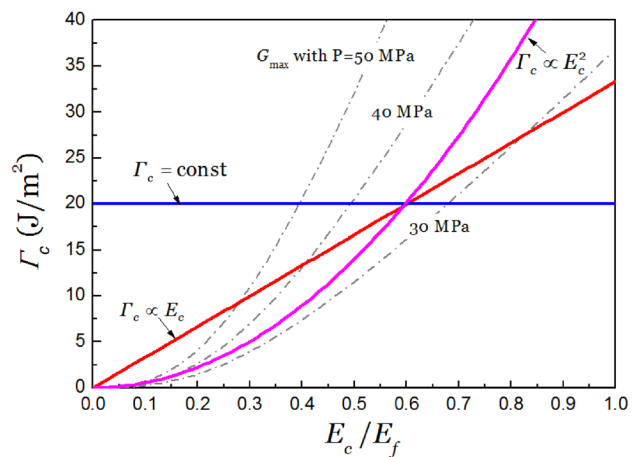 40
35
30
25
20
15
10
5
0
Γc (J/m²)
Gmax with P=50 MPa
Γc ∝ Ec²
40 MPa
Γc = const
30 MPa
Γc ∝ Ec
0.0 0.1 0.2 0.3 0.4 0.5 0.6 0.7 0.8 0.9 1.0
Ec/Ef